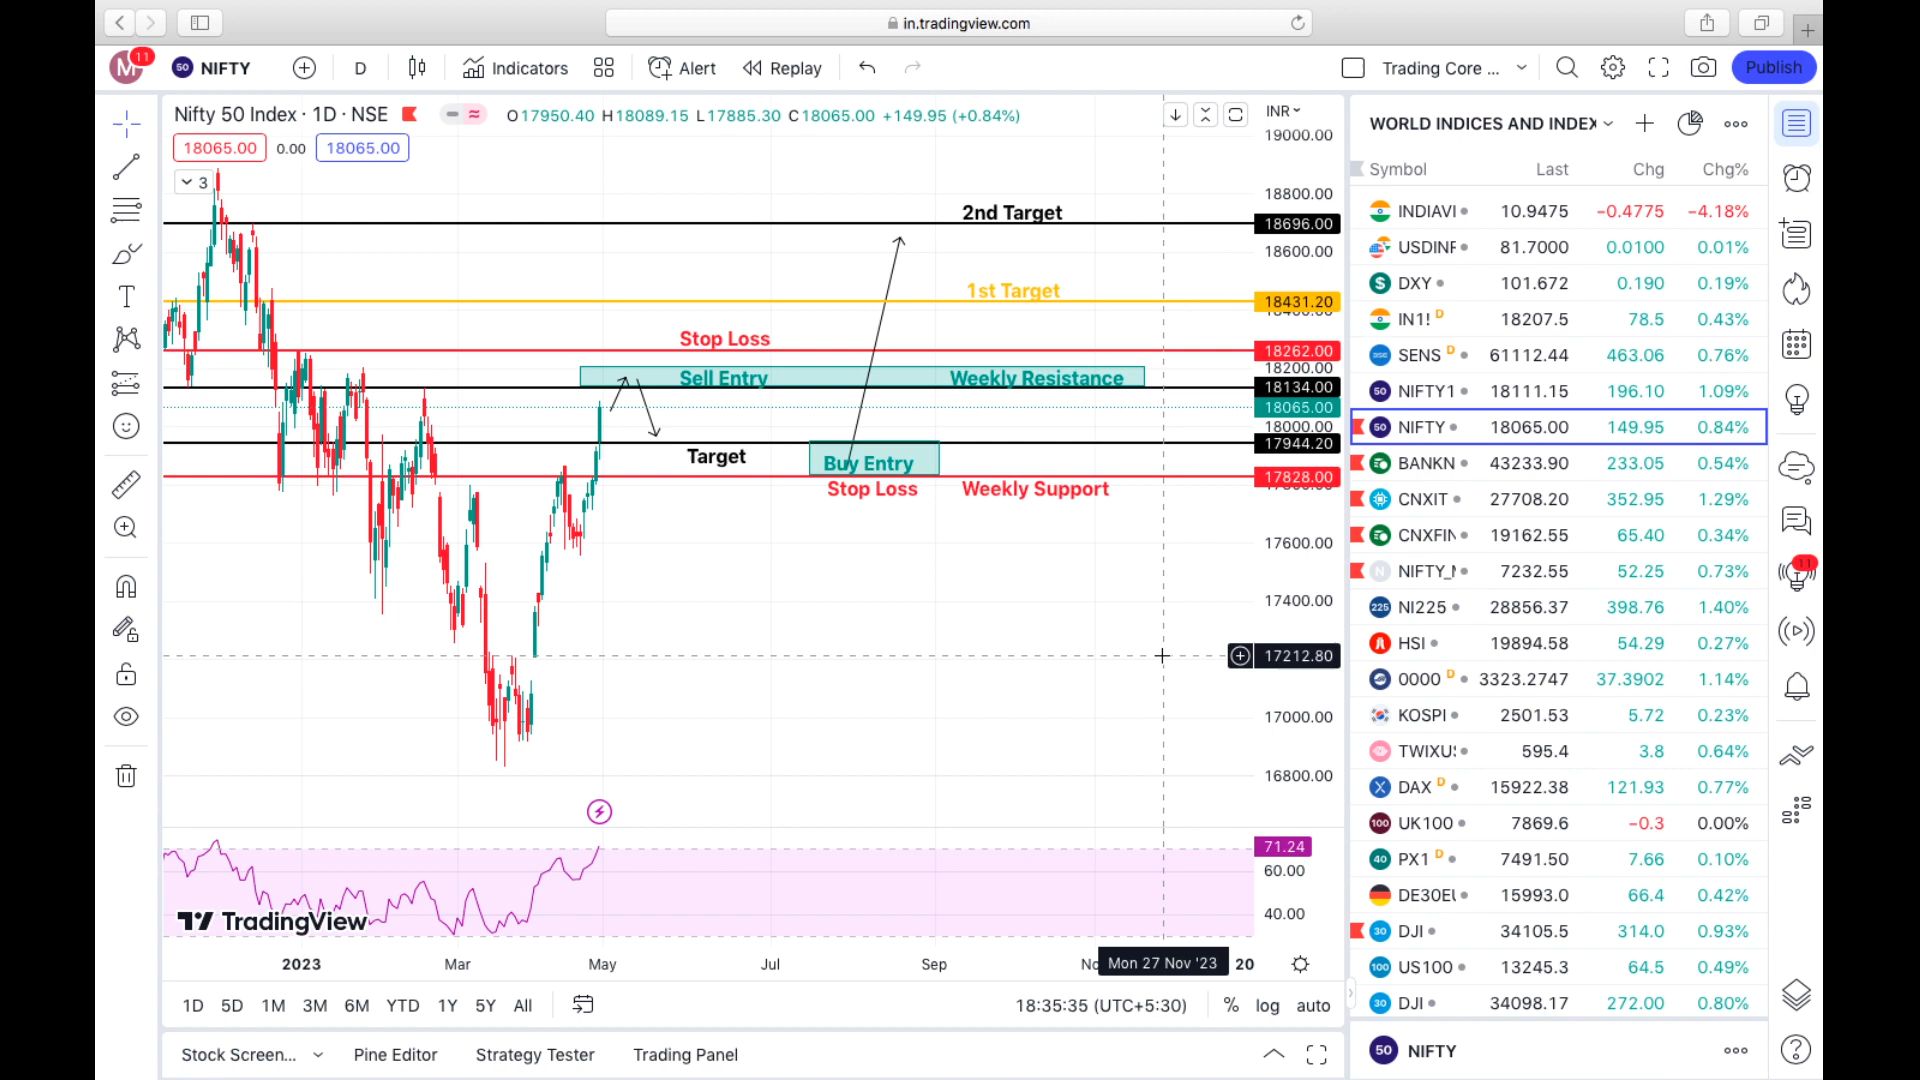 in.tradingview.com
M 11 50 NIFTY D Indicators Alert Replay Trading Core ... Publish
Nifty 50 Index · 1D · NSE O17950.40 H18089.15 L17885.30 C18065.00 +149.95 (+0.84%) INR
18065.00 0.00 18065.00
3
19000.00
18800.00
2nd Target
18696.00
18600.00
1st Target
18431.20
Stop Loss
18262.00
18200.00
Sell Entry Weekly Resistance
18134.00
18065.00
18000.00
17944.20
Target
Buy Entry
17828.00
Stop Loss Weekly Support
17600.00
17400.00
17212.80
17000.00
16800.00
71.24
60.00
40.00
TradingView
2023 Mar May Jul Sep Mon 27 Nov '23 20
1D 5D 1M 3M 6M YTD 1Y 5Y All 18:35:35 (UTC+5:30) % log auto
Stock Screen... Pine Editor Strategy Tester Trading Panel
WORLD INDICES AND INDEX
Symbol Last Chg Chg%
INDIAVI 10.9475 −0.4775 −4.18%
USDINF 81.7000 0.0100 0.01%
$ DXY 101.672 0.190 0.19%
IN1! D 18207.5 78.5 0.43%
SENS D 61112.44 463.06 0.76%
50 NIFTY1 18111.15 196.10 1.09%
50 NIFTY 18065.00 149.95 0.84%
BANKN 43233.90 233.05 0.54%
CNXIT 27708.20 352.95 1.29%
CNXFIN 19162.55 65.40 0.34%
N NIFTY_M 7232.55 52.25 0.73%
225 NI225 28856.37 398.76 1.40%
HSI 19894.58 54.29 0.27%
0000 D 3323.2747 37.3902 1.14%
KOSPI 2501.53 5.72 0.23%
TWIXUS 595.4 3.8 0.64%
DAX D 15922.38 121.93 0.77%
100 UK100 7869.6 −0.3 0.00%
40 PX1 D 7491.50 7.66 0.10%
DE30EU 15993.0 66.4 0.42%
30 DJI 34105.5 314.0 0.93%
100 US100 13245.3 64.5 0.49%
30 DJI 34098.17 272.00 0.80%
50 NIFTY
11